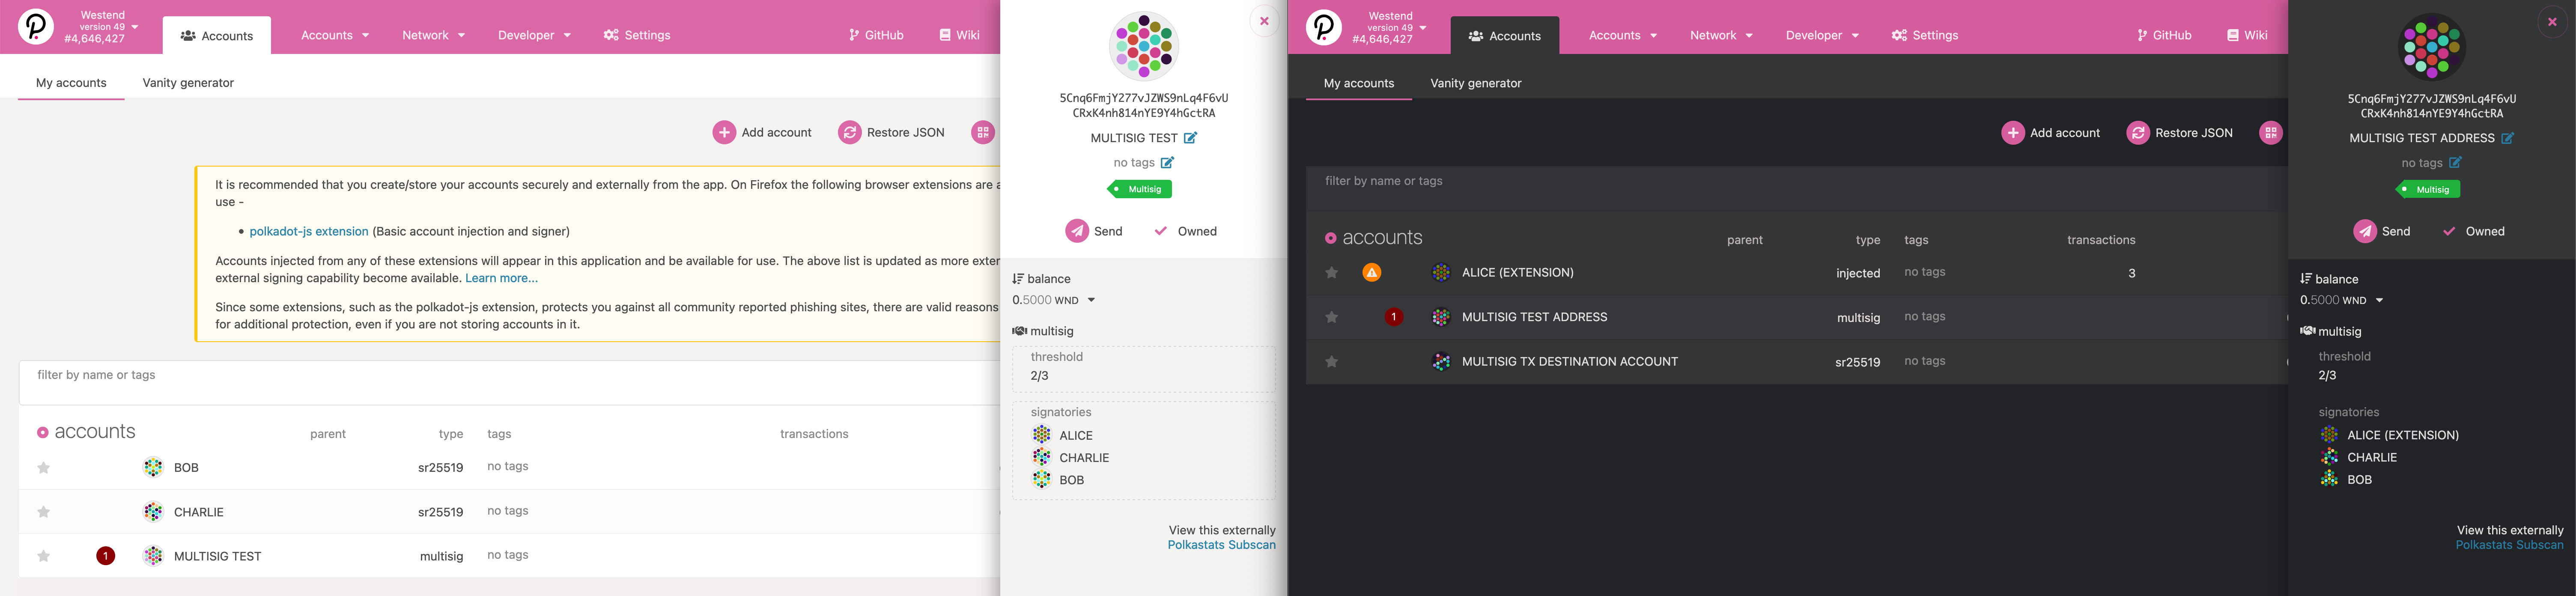 Westend
version 49
#4,646,427
Accounts
Accounts
Network
Developer
Settings
GitHub
Wiki
My accounts
Vanity generator
Add account
Restore JSON
It is recommended that you create/store your accounts securely and externally from the app. On Firefox the following browser extensions are a
use -
• polkadot-js extension (Basic account injection and signer)
Accounts injected from any of these extensions will appear in this application and be available for use. The above list is updated as more exter
external signing capability become available. Learn more...
Since some extensions, such as the polkadot-js extension, protects you against all community reported phishing sites, there are valid reasons
for additional protection, even if you are not storing accounts in it.
filter by name or tags
accounts parent type tags transactions
BOB sr25519 no tags
CHARLIE sr25519 no tags
1 MULTISIG TEST multisig no tags
5Cnq6FmjY277vJZWS9nLq4F6vU
CRxK4nh814nYE9Y4hGctRA
MULTISIG TEST
no tags
Multisig
Send
Owned
balance
0.5000 WND
multisig
threshold
2/3
signatories
ALICE
CHARLIE
BOB
View this externally
Polkastats Subscan
Westend
version 49
#4,646,427
Accounts
Accounts
Network
Developer
Settings
GitHub
Wiki
My accounts
Vanity generator
Add account
Restore JSON
filter by name or tags
accounts parent type tags transactions
ALICE (EXTENSION) injected no tags 3
1 MULTISIG TEST ADDRESS multisig no tags
MULTISIG TX DESTINATION ACCOUNT sr25519 no tags
5Cnq6FmjY277vJZWS9nLq4F6vU
CRxK4nh814nYE9Y4hGctRA
MULTISIG TEST ADDRESS
no tags
Multisig
Send
Owned
balance
0.5000 WND
multisig
threshold
2/3
signatories
ALICE (EXTENSION)
CHARLIE
BOB
View this externally
Polkastats Subscan